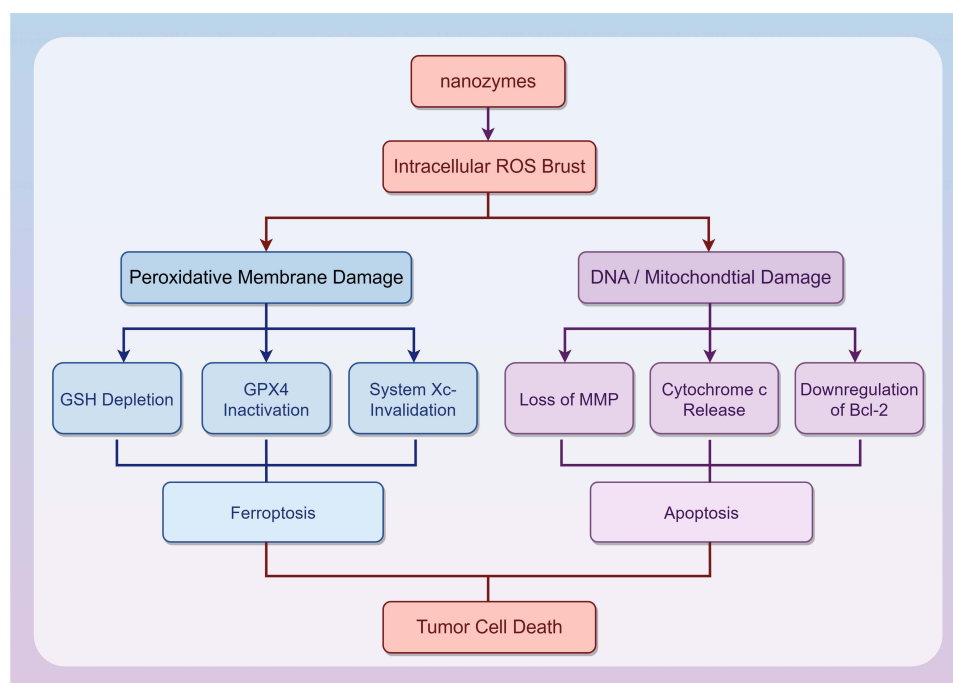 nanozymes
Intracellular ROS Brust
Peroxidative Membrane Damage
DNA / Mitochondtial Damage
GSH Depletion
GPX4
Inactivation
System Xc-
Invalidation
Loss of MMP
Cytochrome c
Release
Downregulation
of Bcl-2
Ferroptosis
Apoptosis
Tumor Cell Death